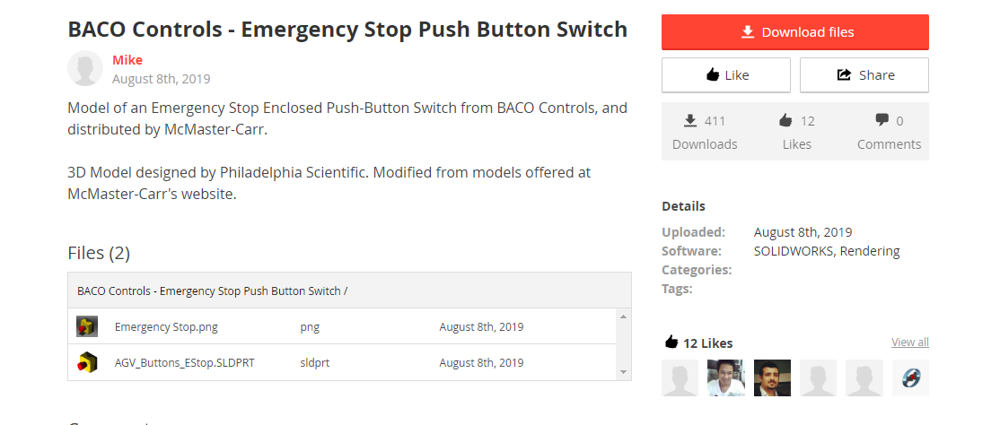 BACO Controls - Emergency Stop Push Button Switch
Mike
August 8th, 2019
Model of an Emergency Stop Enclosed Push-Button Switch from BACO Controls, and
distributed by McMaster-Carr.
3D Model designed by Philadelphia Scientific. Modified from models offered at
McMaster-Carr's website.
Files (2)
BACO Controls - Emergency Stop Push Button Switch /
Emergency Stop.png png August 8th, 2019
AGV_Buttons_EStop.SLDPRT sldprt August 8th, 2019
Download files
Like Share
411 12 0
Downloads Likes Comments
Details
Uploaded: August 8th, 2019
Software: SOLIDWORKS, Rendering
Categories:
Tags:
12 Likes View all